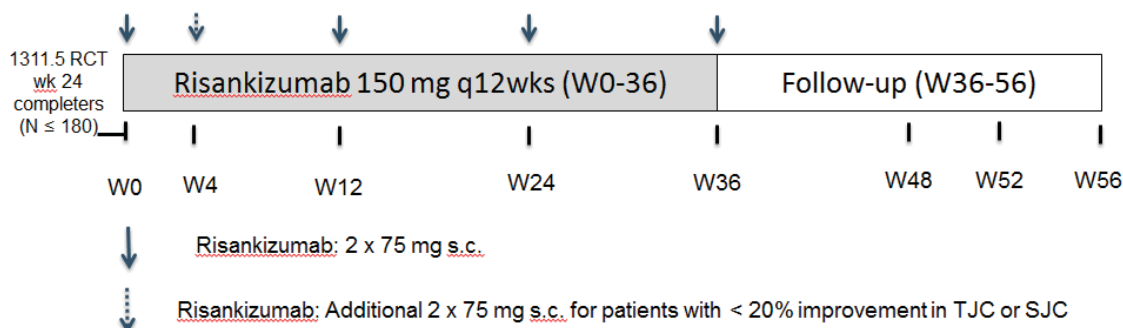 1311.5 RCT
wk 24
completers
(N ≤ 180)
Risankizumab 150 mg q12wks (W0-36)
Follow-up (W36-56)
W0
W4
W12
W24
W36
W48
W52
W56
Risankizumab: 2 x 75 mg s.c.
Risankizumab: Additional 2 x 75 mg s.c. for patients with < 20% improvement in TJC or SJC